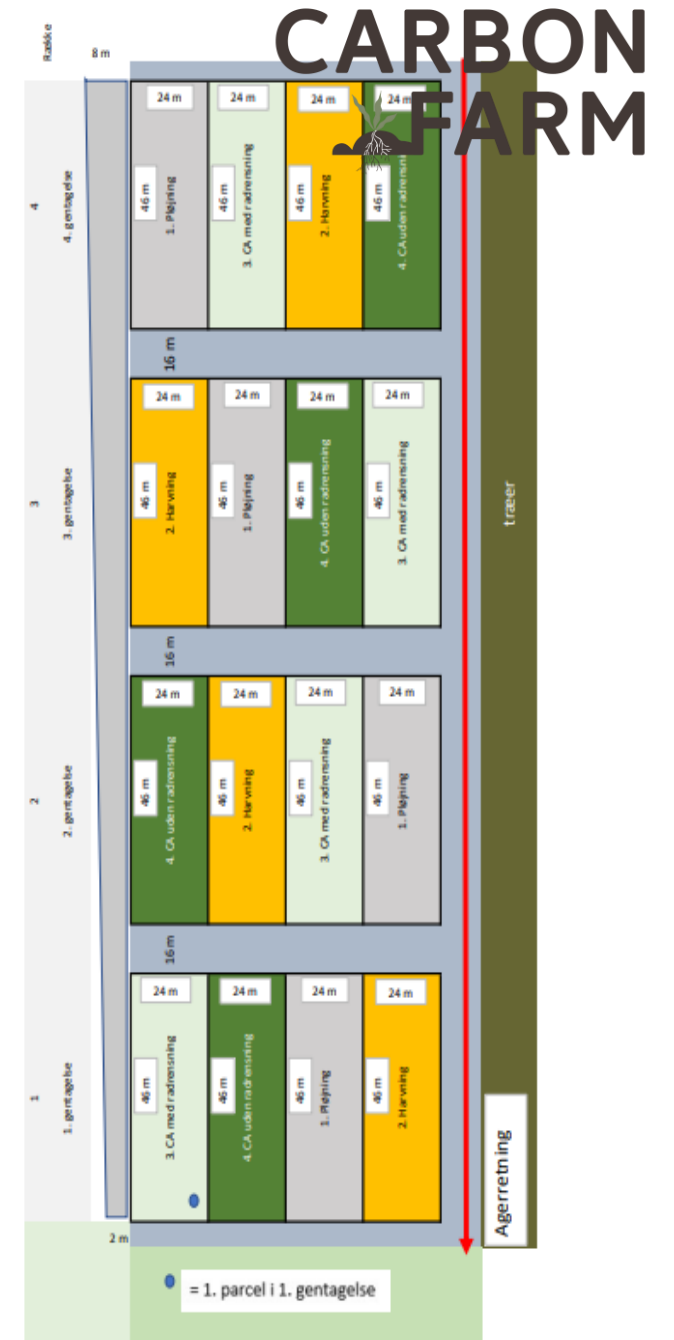 CARBON
FARM
Række
8 m
4
4. gentagelse
24 m
24 m
24 m
24 m
46 m
1. Pløjning
46 m
3. CA med radrensning
46 m
2. Harvning
46 m
4. CA uden radrensning
16 m
3
3. gentagelse
24 m
24 m
24 m
24 m
46 m
2. Harvning
46 m
1. Pløjning
46 m
4. CA uden radrensning
46 m
3. CA med radrensning
træer
16 m
2
2. gentagelse
24 m
24 m
24 m
24 m
46 m
4. CA uden radrensning
46 m
2. Harvning
46 m
3. CA med radrensning
46 m
1. Pløjning
16 m
1
1. gentagelse
24 m
24 m
24 m
24 m
46 m
3. CA med radrensning
46 m
4. CA uden radrensning
46 m
1. Pløjning
46 m
2. Harvning
Agerretning
2 m
= 1. parcel i 1. gentagelse